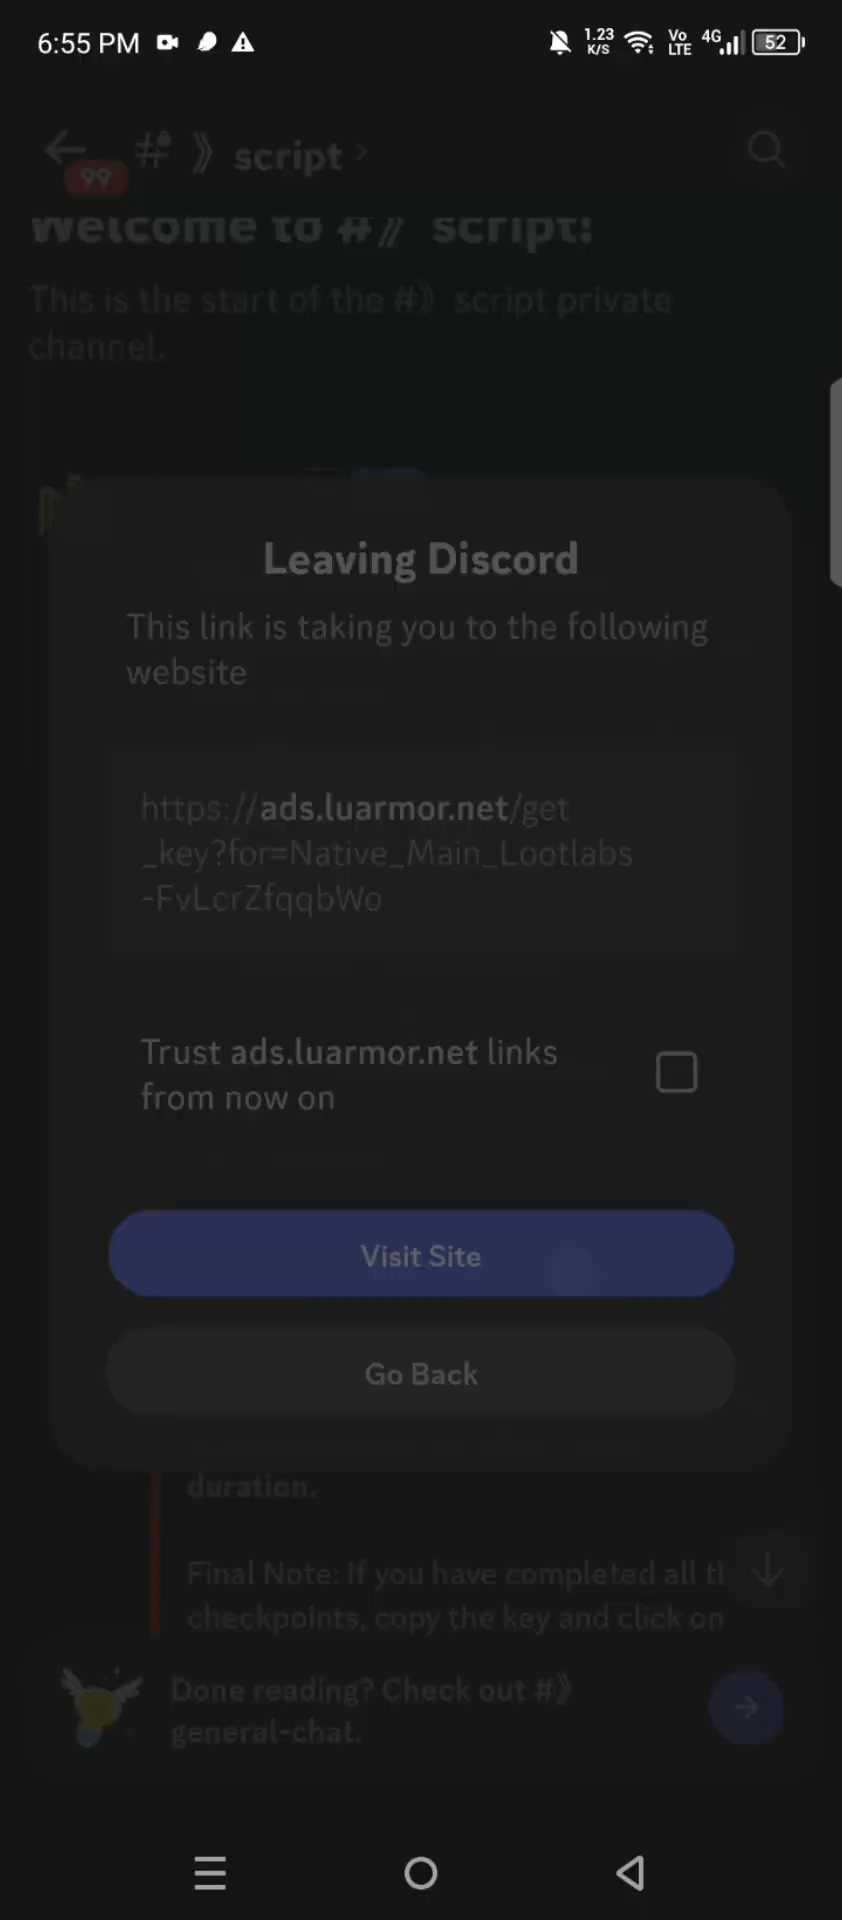 6:55 PM
1.23
K/S
Vo
LTE
4G
52
99
# 》 script
Welcome to #》 script!
This is the start of the #》 script private
channel.
Leaving Discord
This link is taking you to the following
website
https://ads.luarmor.net/get
_key?for=Native_Main_Lootlabs
-FvLcrZfqqbWo
Trust ads.luarmor.net links
from now on
Visit Site
Go Back
duration.
Final Note: If you have completed all
checkpoints, copy the key and click on
Done reading? Check out #》
general-chat.